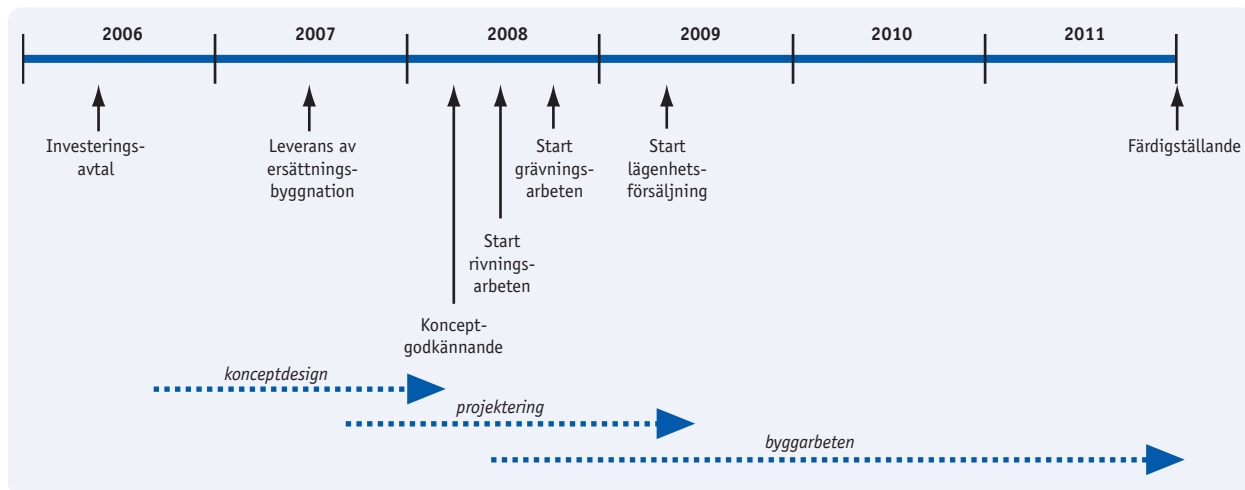 2006 2007 2008 2009 2010 2011
Investerings-
avtal
Leverans av
ersättnings-
byggnation
Start
grävnings-
arbeten
Start
lägenhets-
försäljning
Färdigställande
Start
rivnings-
arbeten
Koncept-
godkännande
konceptdesign
projektering
byggarbeten